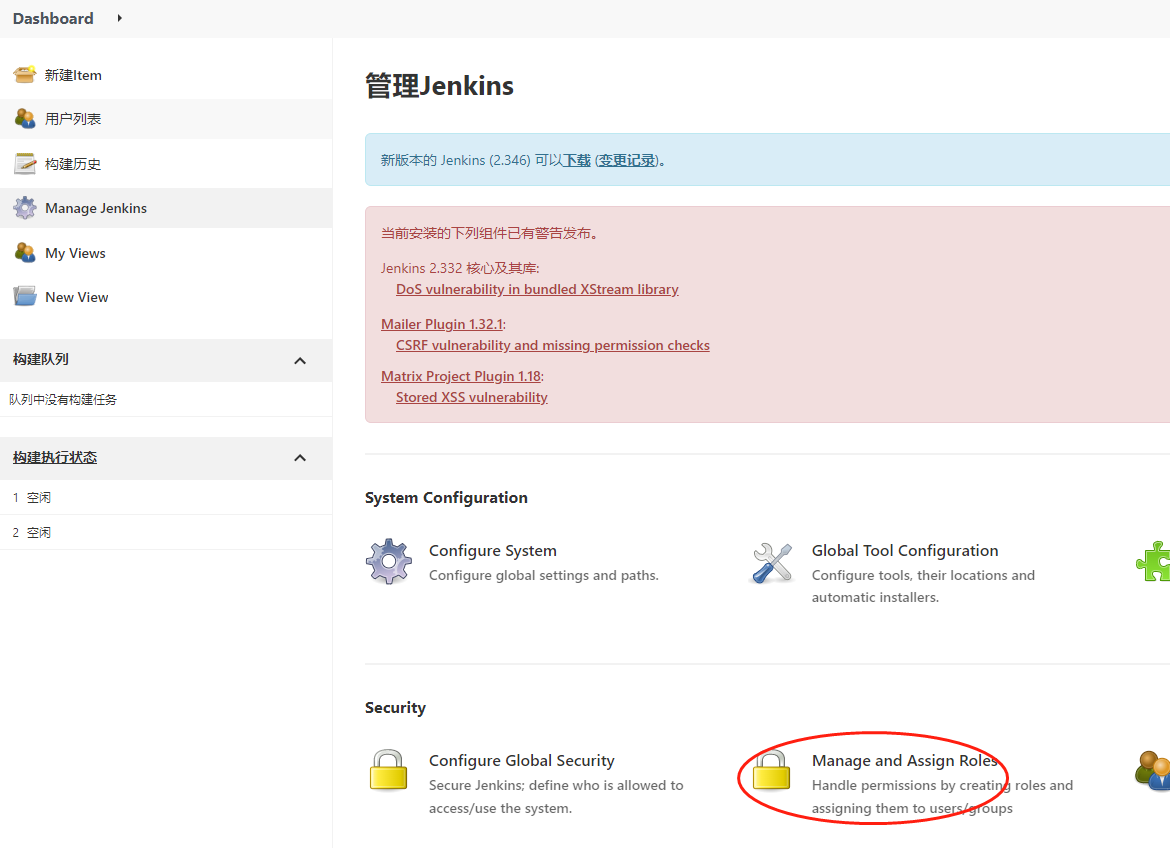 Dashboard
新建Item
用户列表
构建历史
Manage Jenkins
My Views
New View
构建队列
队列中没有构建任务
构建执行状态
1 空闲
2 空闲
管理Jenkins
新版本的 Jenkins (2.346) 可以下载 (变更记录)。
当前安装的下列组件已有警告发布。
Jenkins 2.332 核心及其库:
DoS vulnerability in bundled XStream library
Mailer Plugin 1.32.1:
CSRF vulnerability and missing permission checks
Matrix Project Plugin 1.18:
Stored XSS vulnerability
System Configuration
Configure System
Configure global settings and paths.
Global Tool Configuration
Configure tools, their locations and
automatic installers.
Security
Configure Global Security
Secure Jenkins; define who is allowed to
access/use the system.
Manage and Assign Roles
Handle permissions by creating roles and
assigning them to users/groups